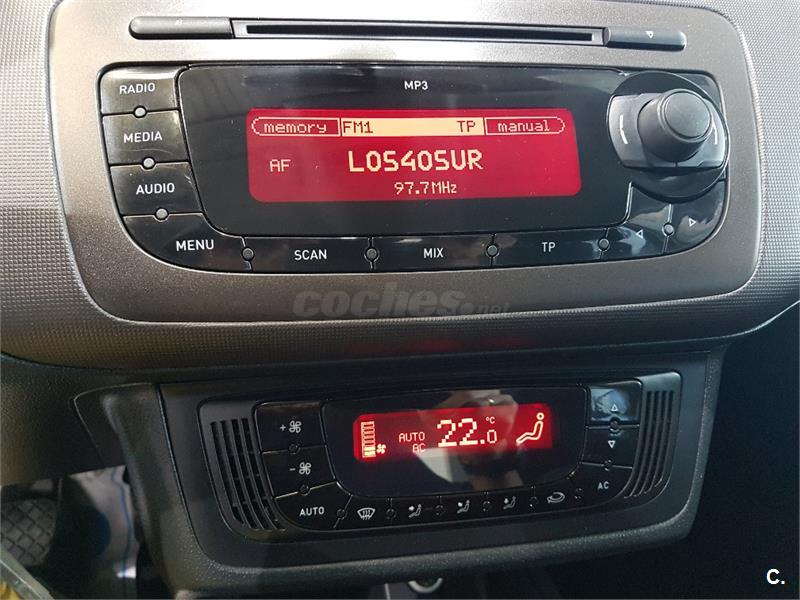 RADIO
MEDIA
AUDIO
MENU
MP3
memory FM1 TP manual
AF LOS40SUR
97.7MHz
SCAN MIX TP
coches.net
AUTO 22.0 °C
AC
AUTO
AC
C.